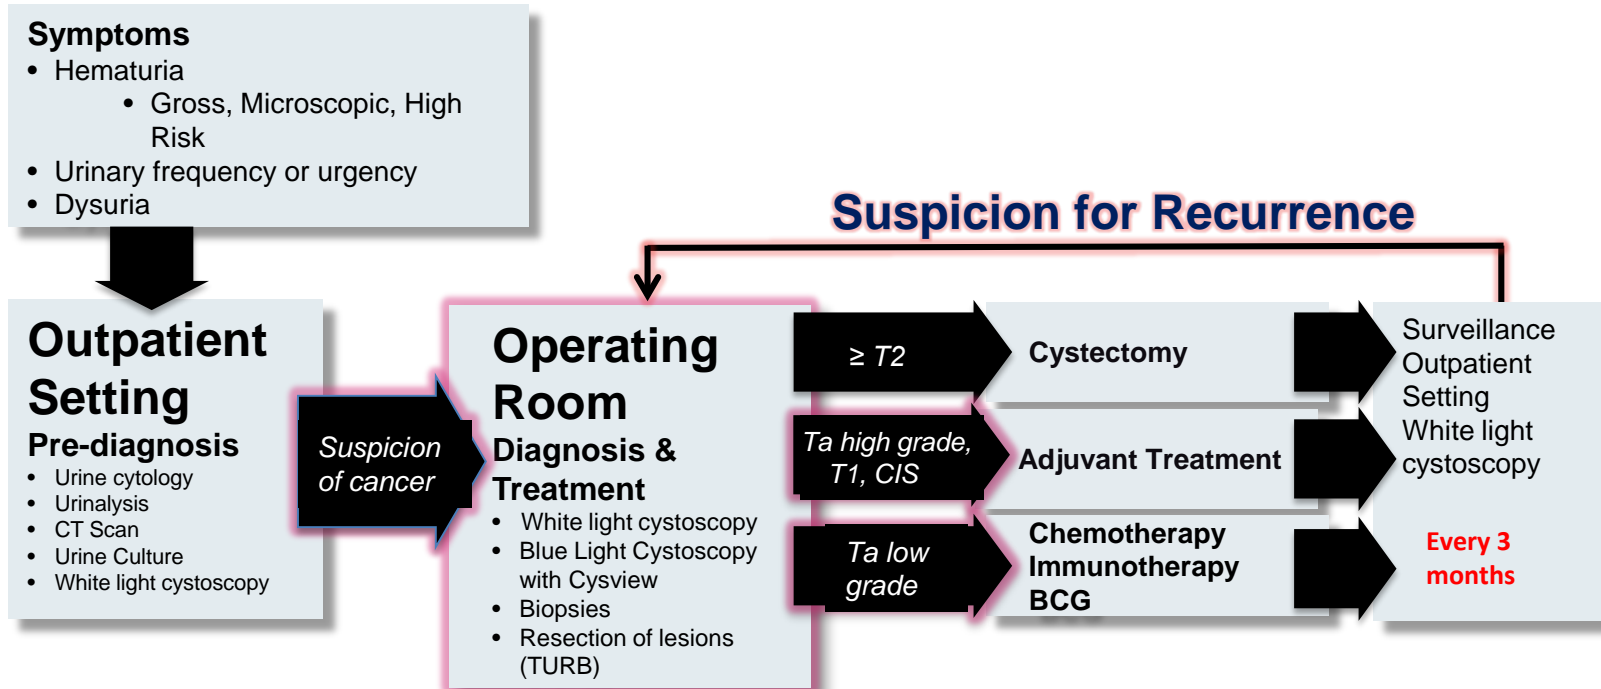 Symptoms
• Hematuria
• Gross, Microscopic, High
Risk
• Urinary frequency or urgency
• Dysuria
Suspicion for Recurrence
Outpatient
Setting
Pre-diagnosis
• Urine cytology
• Urinalysis
• CT Scan
• Urine Culture
• White light cystoscopy
Suspicion
of cancer
Operating
Room
Diagnosis &
Treatment
• White light cystoscopy
• Blue Light Cystoscopy
with Cysview
• Biopsies
• Resection of lesions
(TURB)
≥ T2
Cystectomy
Ta high grade,
T1, CIS
Adjuvant Treatment
Ta low
grade
Chemotherapy
Immunotherapy
BCG
Surveillance
Outpatient
Setting
White light
cystoscopy
Every 3
months